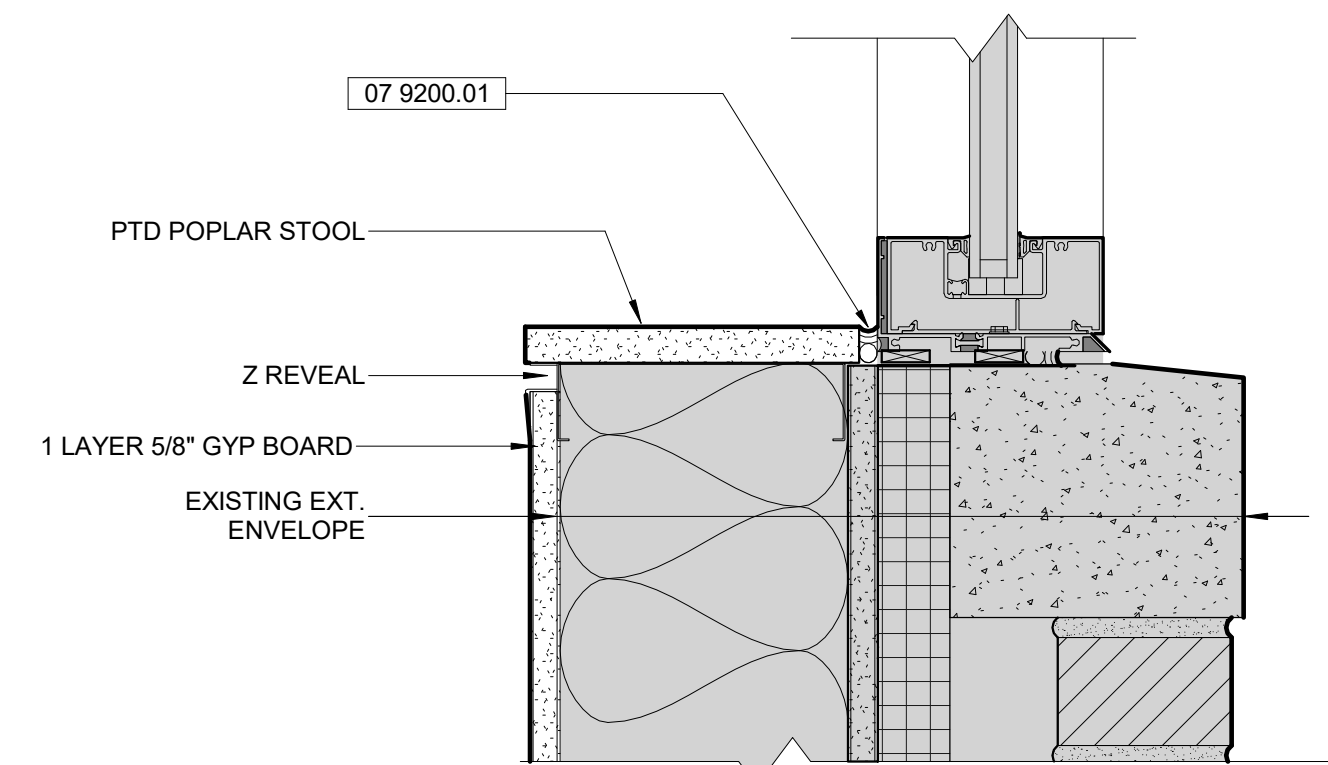 07 9200.01
PTD POPLAR STOOL
Z REVEAL
1 LAYER 5/8" GYP BOARD
EXISTING EXT.
ENVELOPE